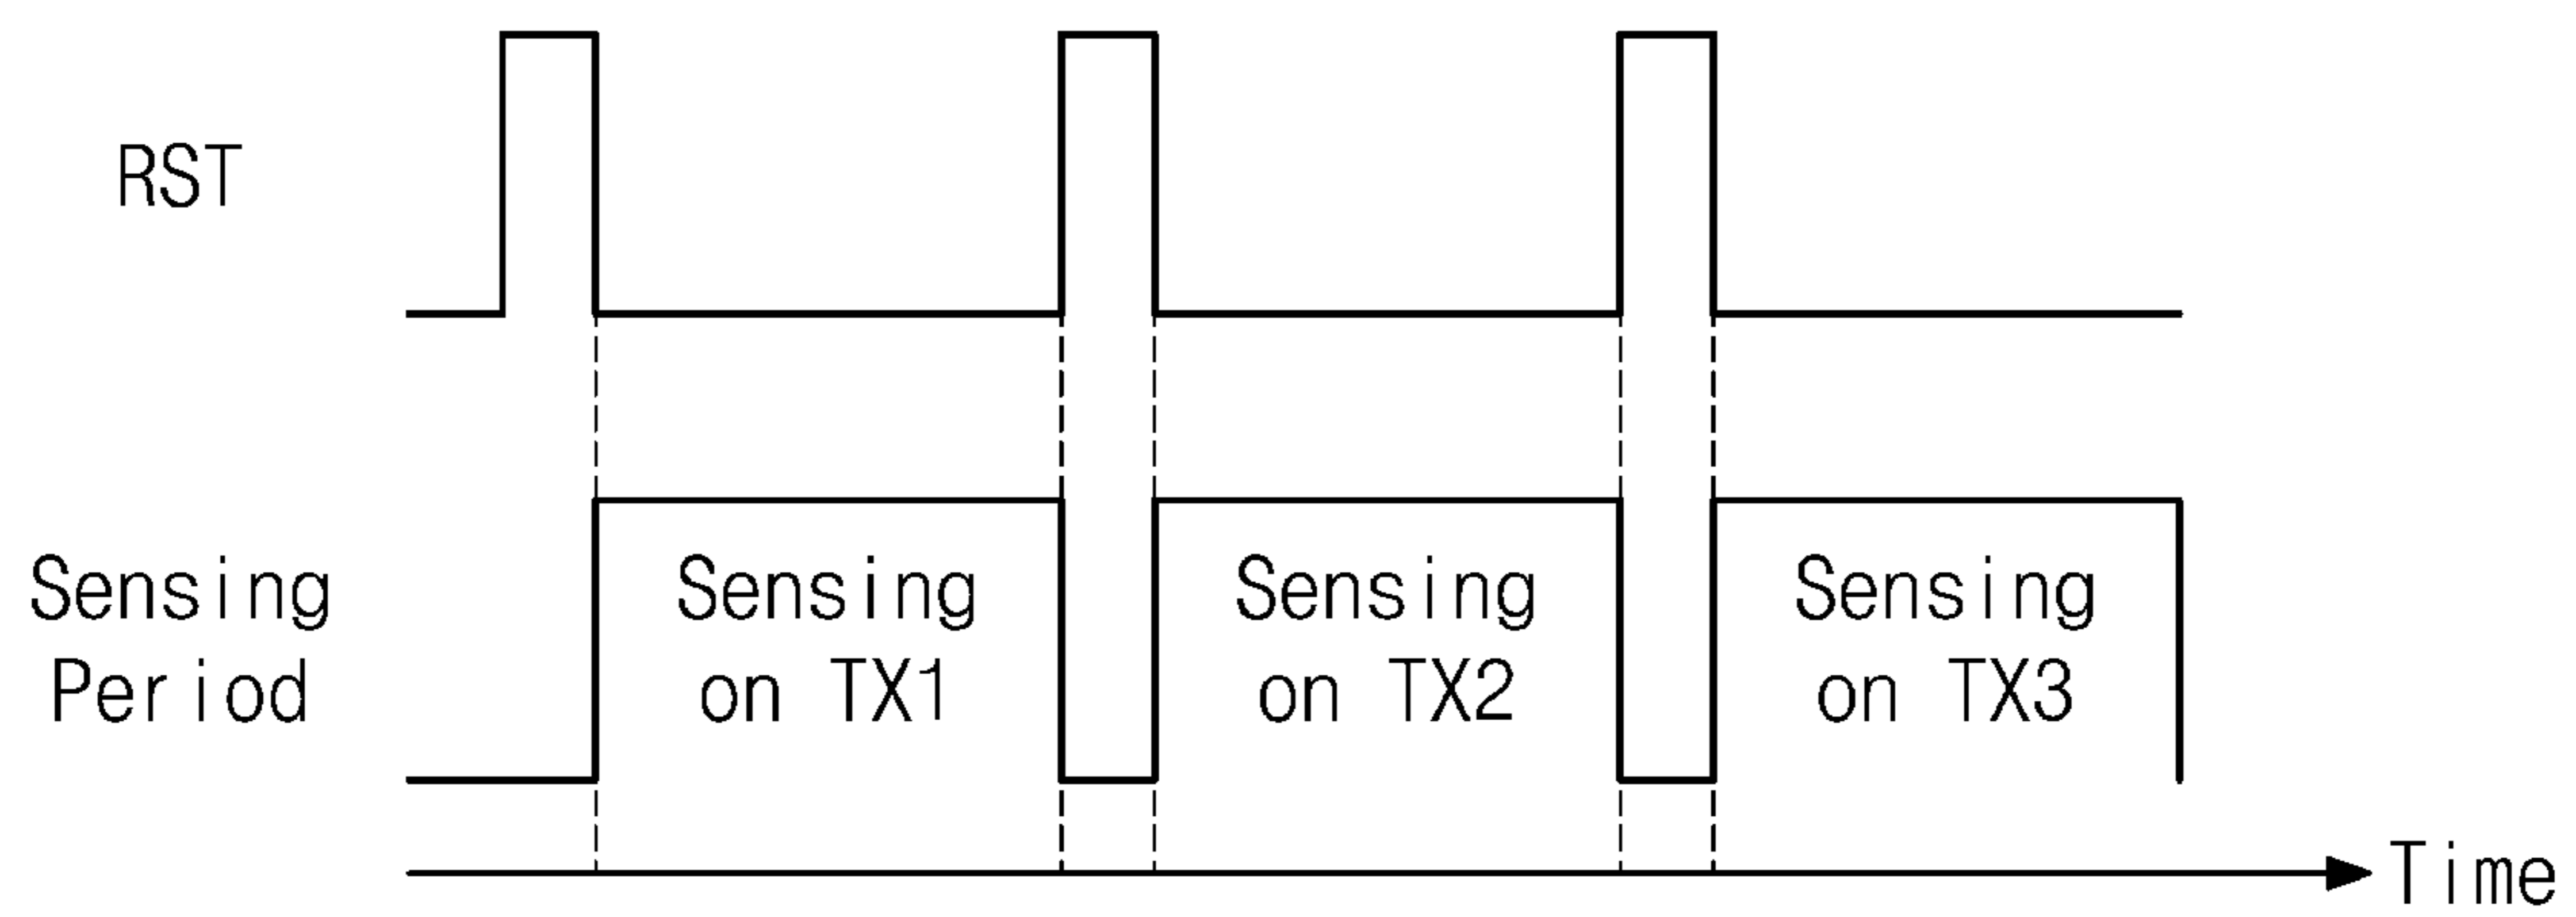 RST
Sensing
Period
Sensing
on TX1
Sensing
on TX2
Sensing
on TX3
Time